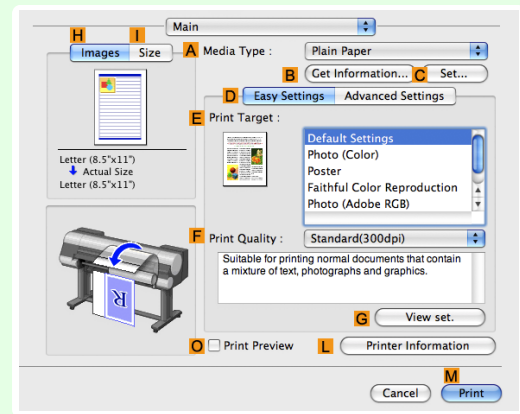 Main
H I
Images Size
A Media Type : Plain Paper
B Get Information... C Set...
D Easy Settings Advanced Settings
E Print Target :
Default Settings
Photo (Color)
Poster
Faithful Color Reproduction
Photo (Adobe RGB)
Letter (8.5"x11")
Actual Size
Letter (8.5"x11")
F Print Quality : Standard(300dpi)
Suitable for printing normal documents that contain
a mixture of text, photographs and graphics.
R
G View set.
O Print Preview L Printer Information
M
Cancel Print